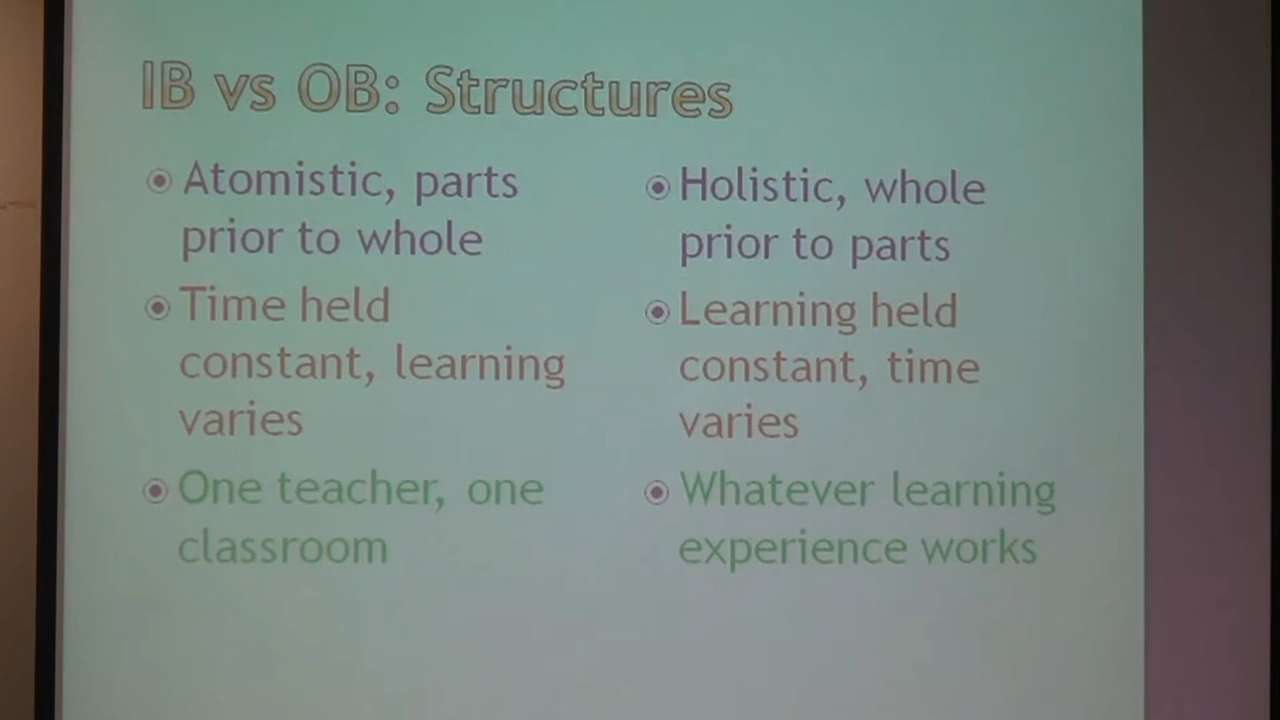 IB vs OB: Structures
Atomistic, parts
prior to whole
Time held
constant, learning
varies
One teacher, one
classroom
Holistic, whole
prior to parts
Learning held
constant, time
varies
Whatever learning
experience works